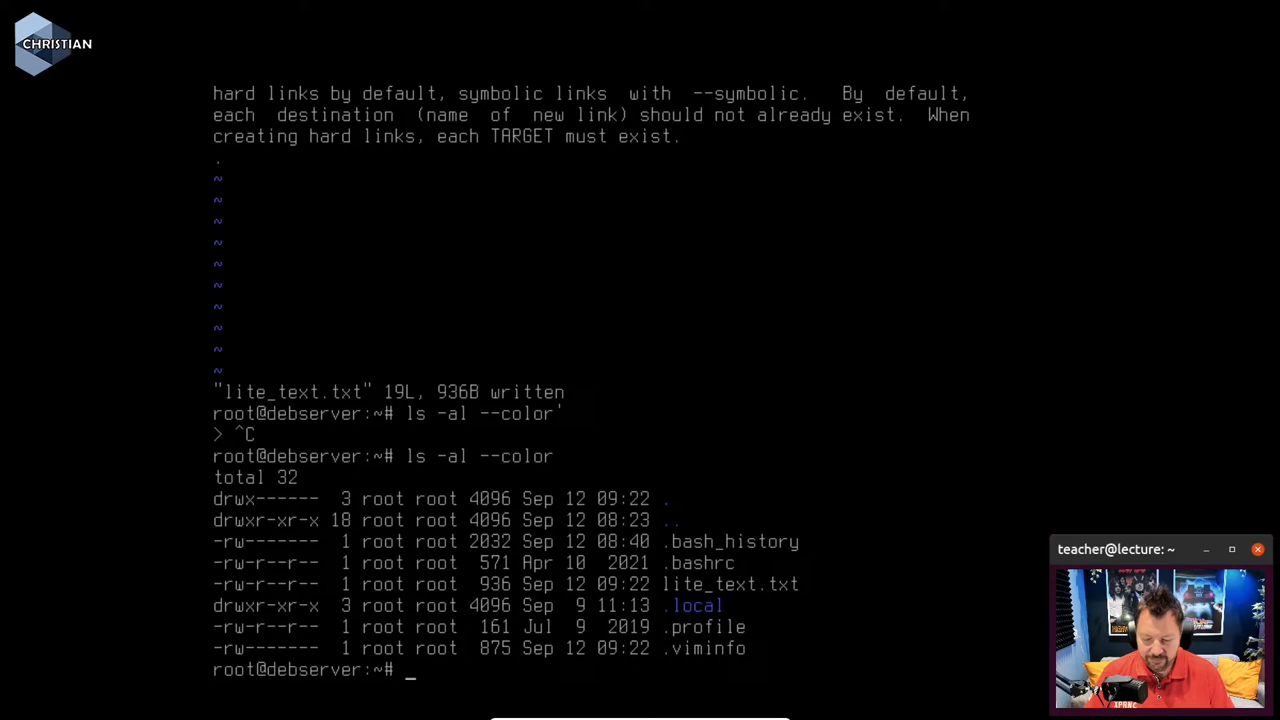 CHRISTIAN
hard links by default, symbolic links with --symbolic. By default,
each destination (name of new link) should not already exist. When
creating hard links, each TARGET must exist.
.
~
~
~
~
~
~
~
~
~
~
"lite_text.txt" 19L, 936B written
root@debserver:~# ls -al --color'
> ^C
root@debserver:~# ls -al --color
total 32
drwx------ 3 root root 4096 Sep 12 09:22 .
drwxr-xr-x 18 root root 4096 Sep 12 08:23 ..
-rw------- 1 root root 2032 Sep 12 08:40 .bash_history
-rw-r--r-- 1 root root 571 Apr 10 2021 .bashrc
-rw-r--r-- 1 root root 936 Sep 12 09:22 lite_text.txt
drwxr-xr-x 3 root root 4096 Sep 9 11:13 .local
-rw-r--r-- 1 root root 161 Jul 9 2019 .profile
-rw------- 1 root root 875 Sep 12 09:22 .viminfo
root@debserver:~# _
teacher@lecture: ~
XPRNC